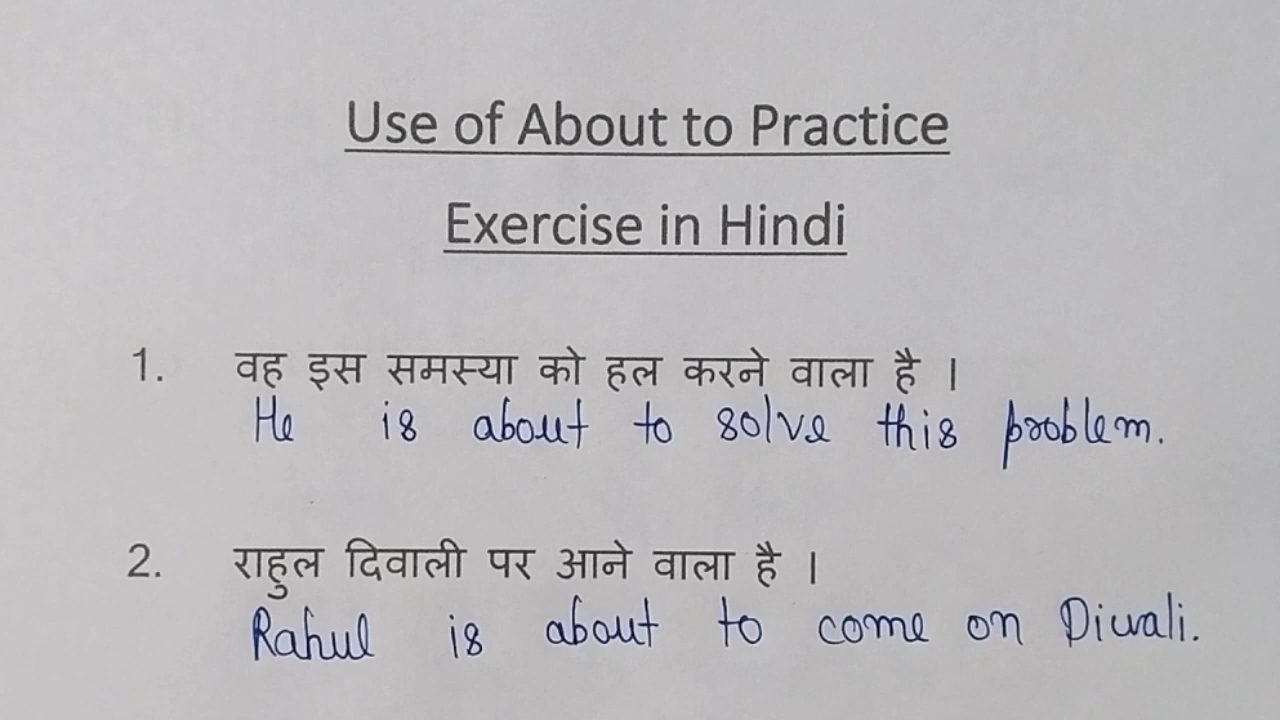 Use of About to Practice
Exercise in Hindi
1. वह इस समस्या को हल करने वाला है ।
He is about to solve this problem.
2. राहुल दिवाली पर आने वाला है ।
Rahul is about to come on Diwali.